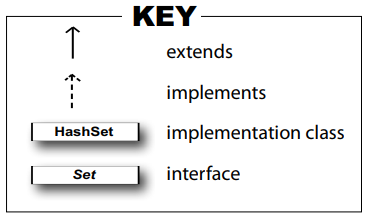 KEY
extends
implements
HashSet implementation class
Set interface